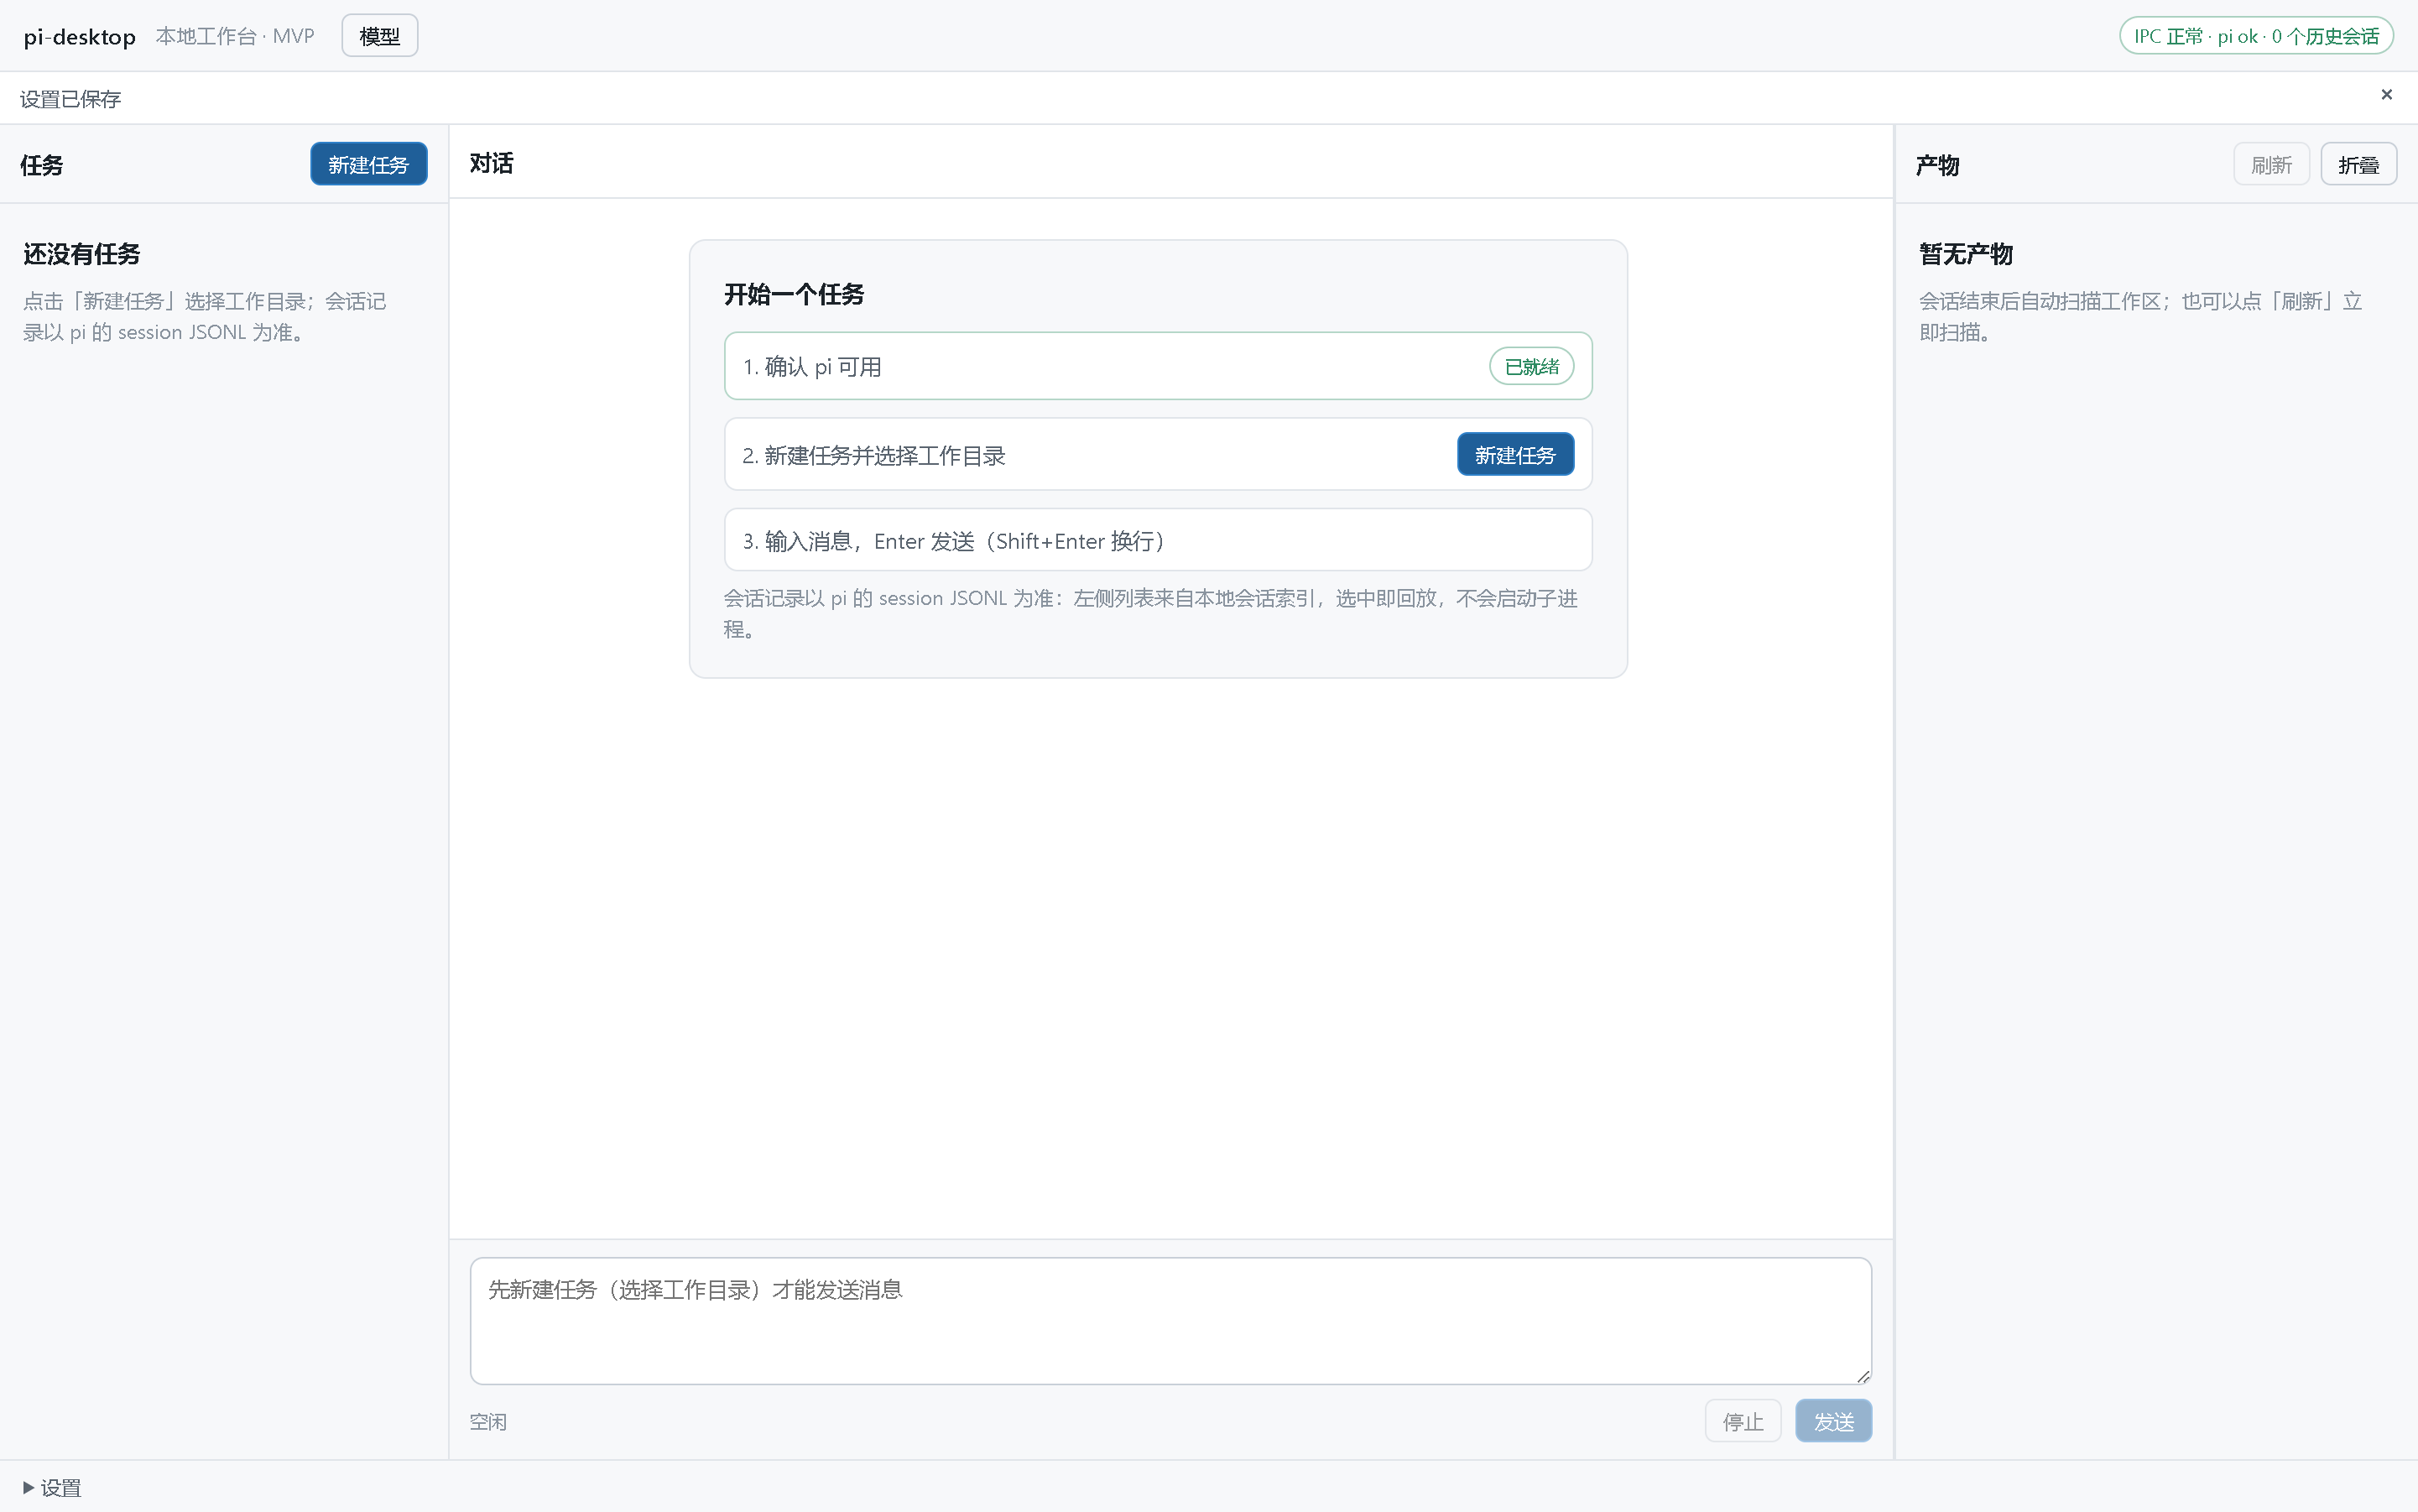 pi-desktop 本地工作台 · MVP 模型 IPC 正常 · pi ok · 0 个历史会话
设置已保存 ×
任务 新建任务
还没有任务
点击「新建任务」选择工作目录；会话记
录以 pi 的 session JSONL 为准。
对话
开始一个任务
1. 确认 pi 可用 已就绪
2. 新建任务并选择工作目录 新建任务
3. 输入消息，Enter 发送（Shift+Enter 换行）
会话记录以 pi 的 session JSONL 为准：左侧列表来自本地会话索引，选中即回放，不会启动子进
程。
先新建任务（选择工作目录）才能发送消息
空闲 停止 发送
产物 刷新 折叠
暂无产物
会话结束后自动扫描工作区；也可以点「刷新」立
即扫描。
设置